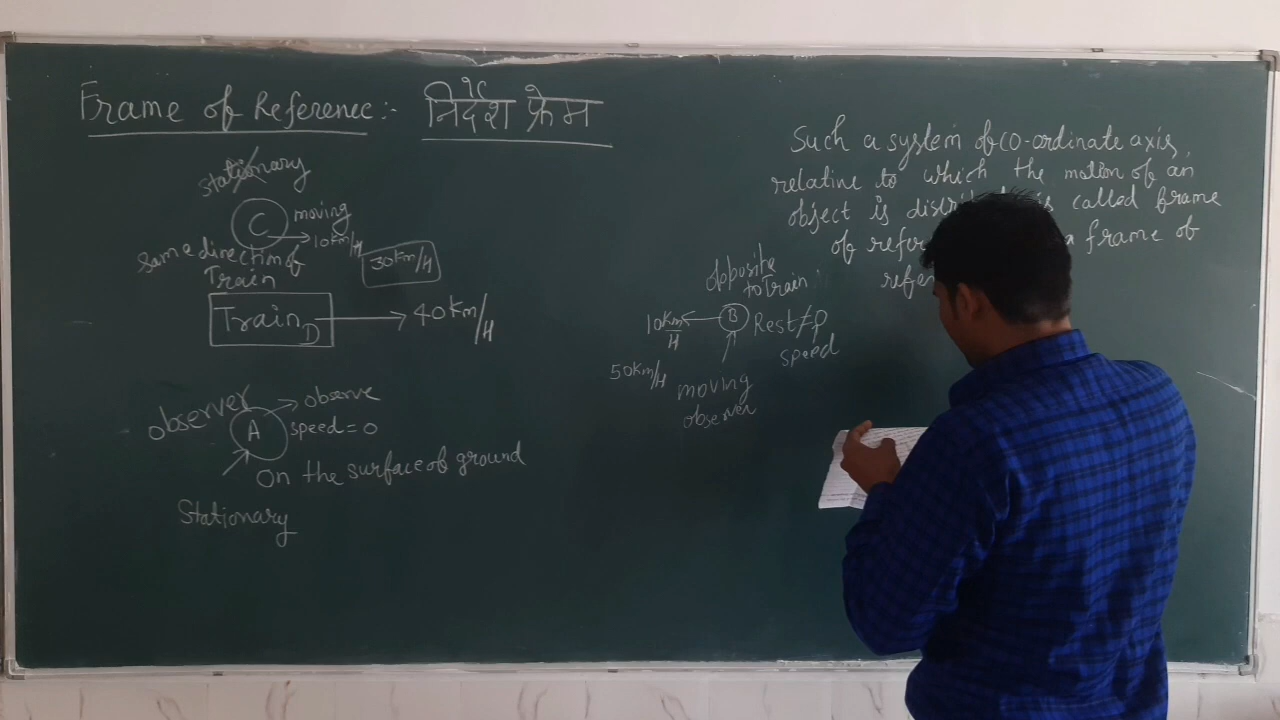 Frame of Referenec:- निर्देश फ्रेम
stationary
C moving
10Km/H
same direction of
Train
30Km/H
Train D 40Km/H
observer A observe
speed=0
On the surface of ground
Stationary
Such a system of CO-ordinate axis,
relative to which the motion of an
object is is called frame
of a frame of
opposite
to Train:
10Km/H B Rest
speed
50Km/H moving
observer